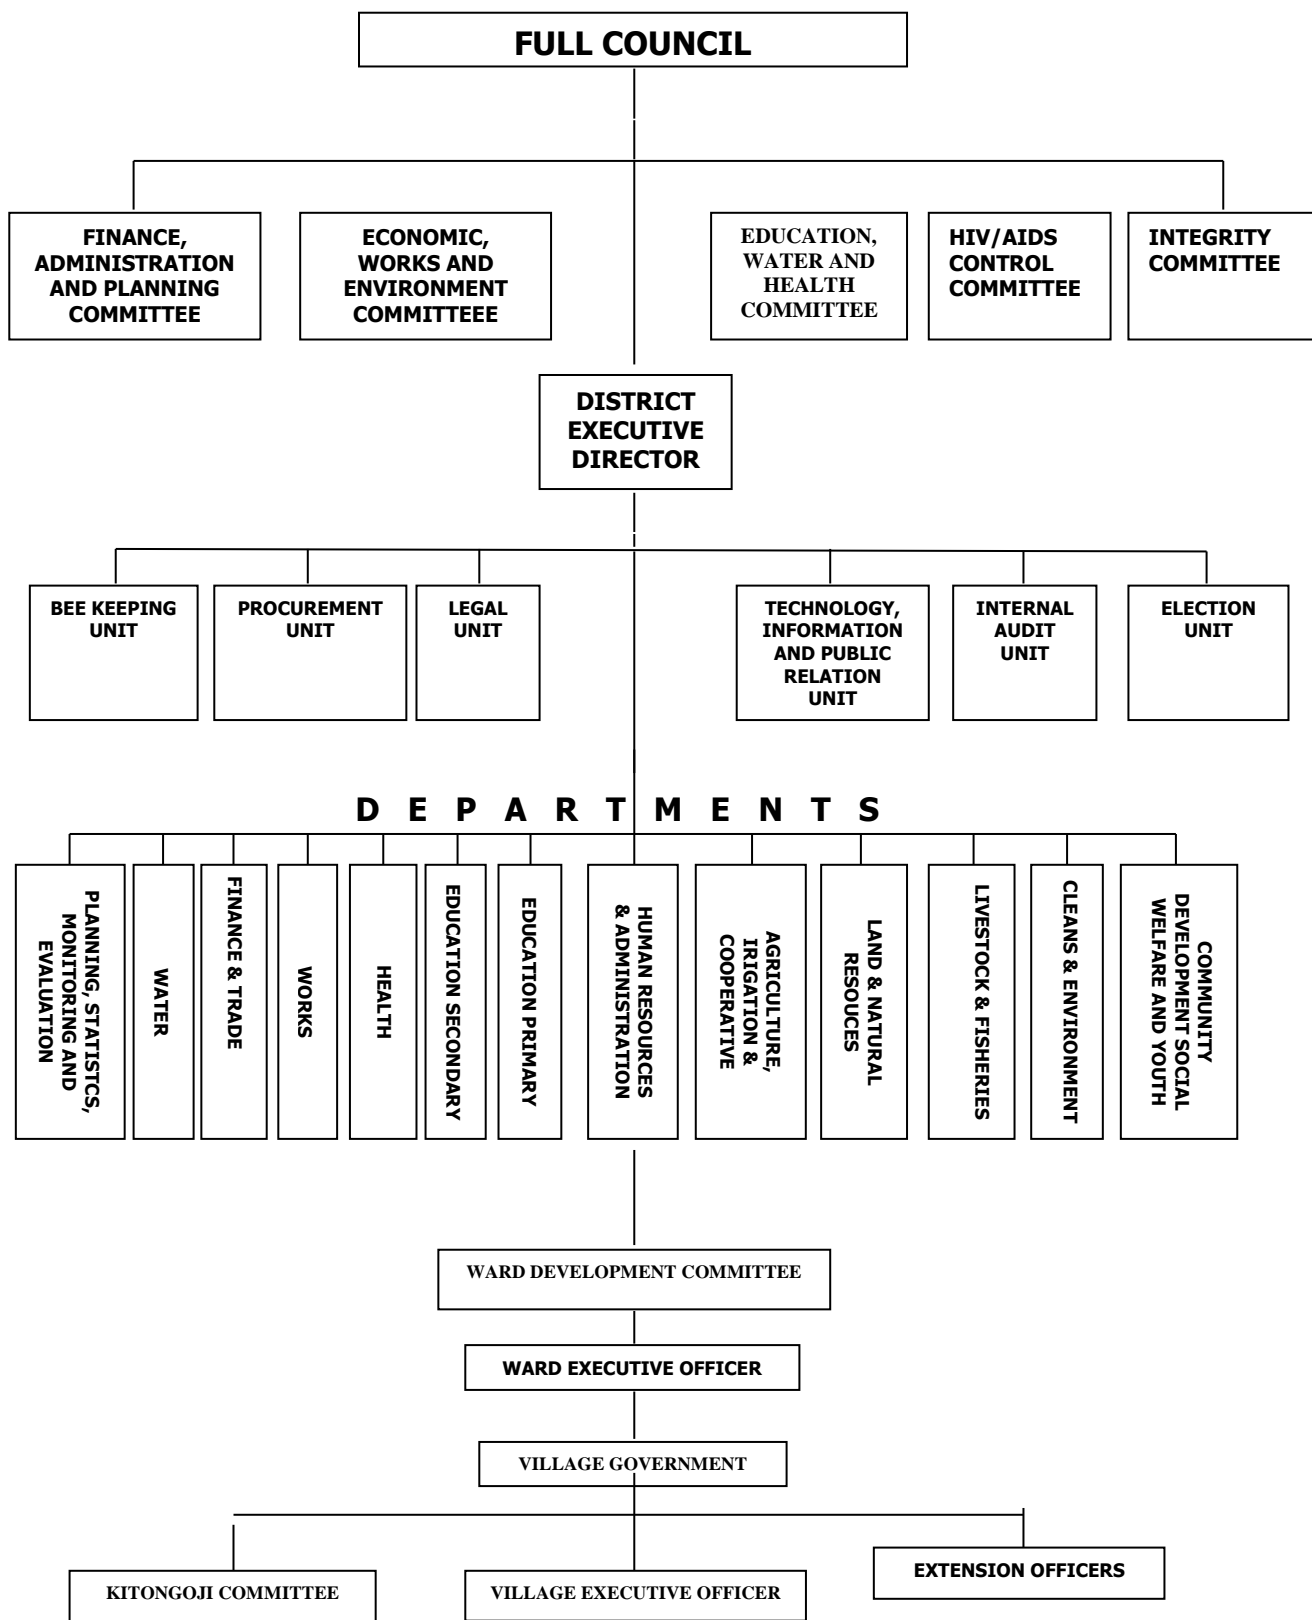 FULL COUNCIL
FINANCE,
ADMINISTRATION
AND PLANNING
COMMITTEE
ECONOMIC,
WORKS AND
ENVIRONMENT
COMMITTEEE
EDUCATION,
WATER AND
HEALTH
COMMITTEE
HIV/AIDS
CONTROL
COMMITTEE
INTEGRITY
COMMITTEE
DISTRICT
EXECUTIVE
DIRECTOR
BEE KEEPING
UNIT
PROCUREMENT
UNIT
LEGAL
UNIT
TECHNOLOGY,
INFORMATION
AND PUBLIC
RELATION
UNIT
INTERNAL
AUDIT
UNIT
ELECTION
UNIT
D E P A R T M E N T S
PLANNING, STATISTCS,
MONITORING AND
EVALUATION
WATER
FINANCE & TRADE
WORKS
HEALTH
EDUCATION SECONDARY
EDUCATION PRIMARY
HUMAN RESOURCES
& ADMINISTRATION
AGRICULTURE,
IRIGATION &
COOPERATIVE
LAND & NATURAL
RESOUCES
LIVESTOCK & FISHERIES
CLEANS & ENVIRONMENT
COMMUNITY
DEVELOPMENT SOCIAL
WELFARE AND YOUTH
WARD DEVELOPMENT COMMITTEE
WARD EXECUTIVE OFFICER
VILLAGE GOVERNMENT
KITONGOJI COMMITTEE
VILLAGE EXECUTIVE OFFICER
EXTENSION OFFICERS